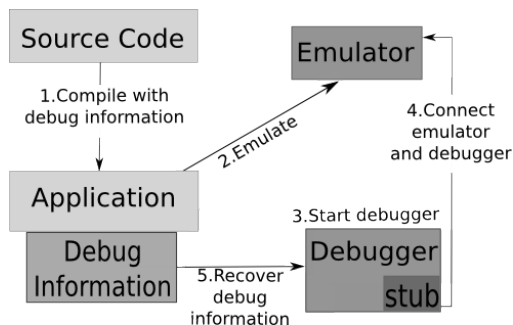 Source Code
Emulator
1.Compile with
debug information
4.Connect
emulator
and debugger
2.Emulate
Application
3.Start debugger
Debug
Information
Debugger
stub
5.Recover
debug
information